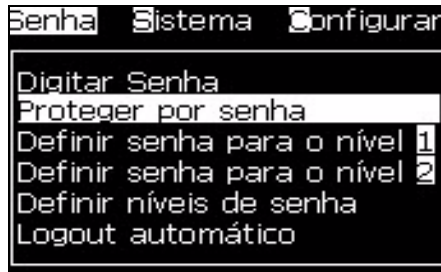 Senha Sistema Configurar
Digitar Senha
Proteger por senha
Definir senha para o nível 1
Definir senha para o nível 2
Definir níveis de senha
Logout automático